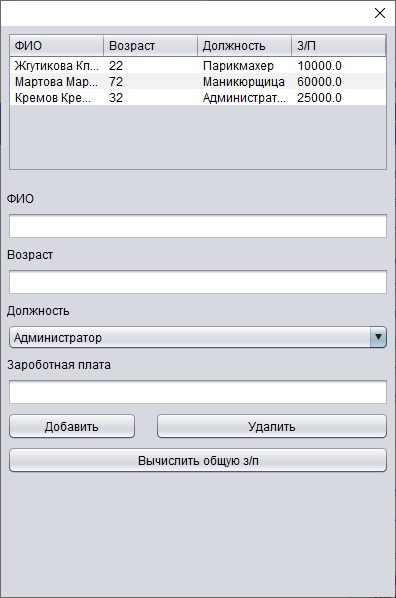 ФИО Возраст Должность З/П
Жгутикова Кл... 22 Парикмахер 10000.0
Мартова Мар... 72 Маникюрщица 60000.0
Кремов Кре... 32 Администрат... 25000.0
ФИО
Возраст
Должность
Администратор
Зароботная плата
Добавить Удалить
Вычислить общую з/п